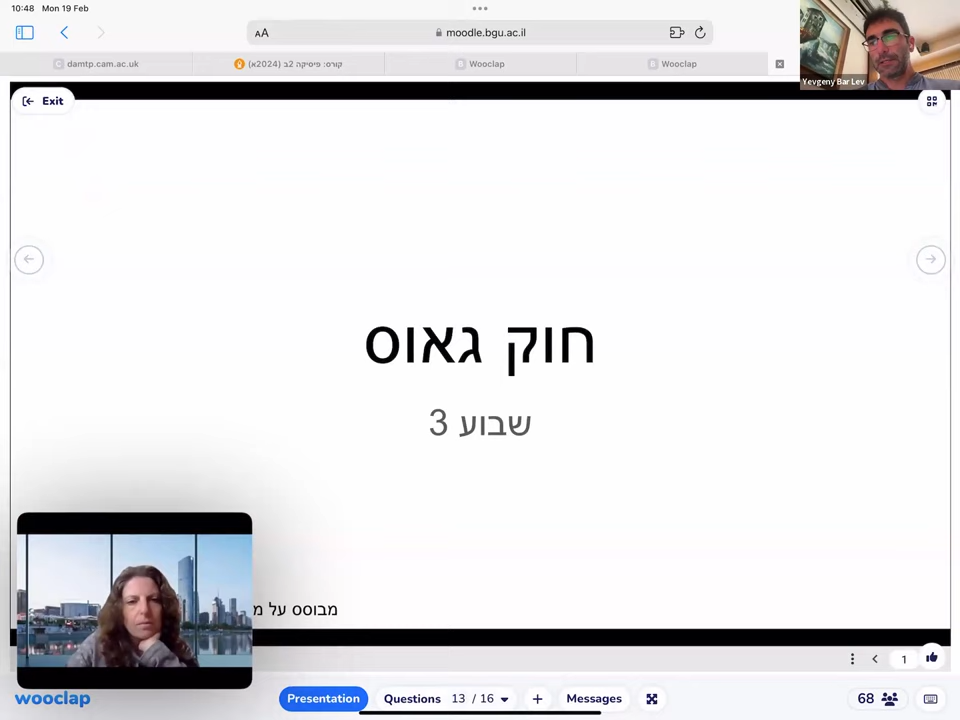 10:48 Mon 19 Feb
AA moodle.bgu.ac.il
damtp.cam.ac.uk
קורס: פיסיקה 2ב (2024א)
Wooclap
Wooclap
Yevgeny Bar Lev
Exit
חוק גאוס
שבוע 3
מבוסס על מ
1
wooclap
Presentation
Questions 13 / 16
Messages
68